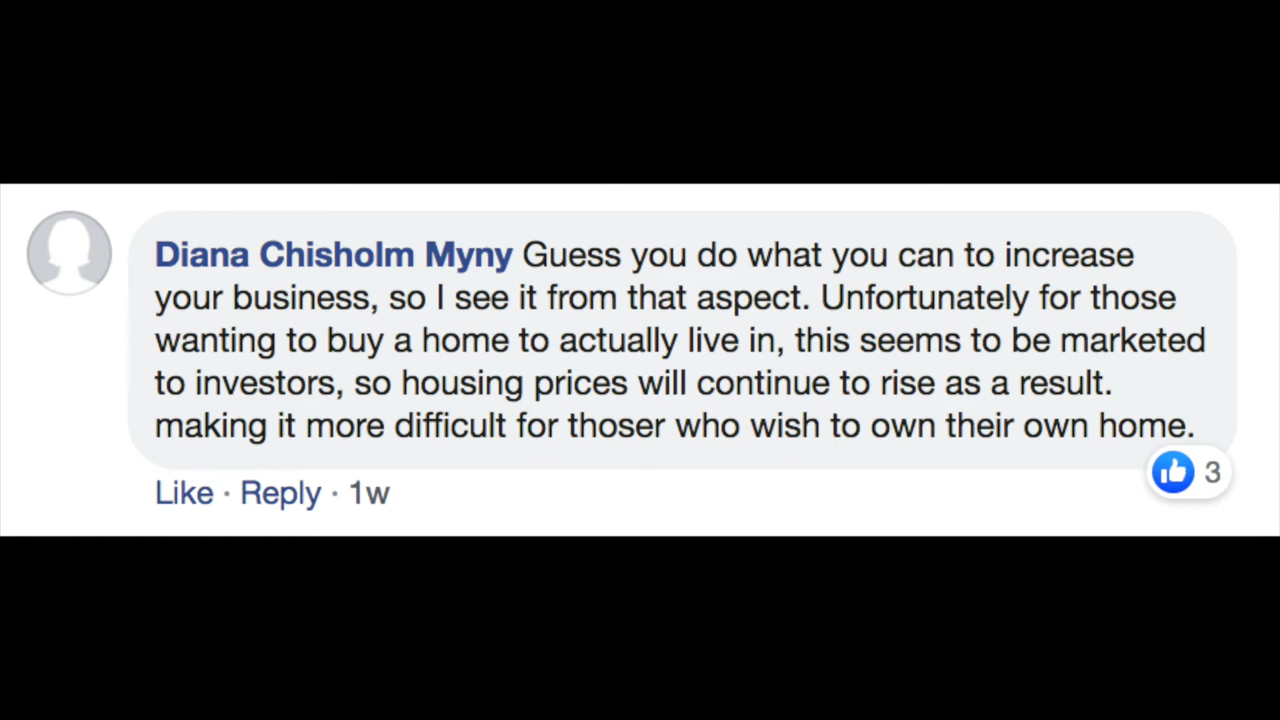 Diana Chisholm Myny Guess you do what you can to increase
your business, so I see it from that aspect. Unfortunately for those
wanting to buy a home to actually live in, this seems to be marketed
to investors, so housing prices will continue to rise as a result.
making it more difficult for thoser who wish to own their own home.
3
Like · Reply · 1w